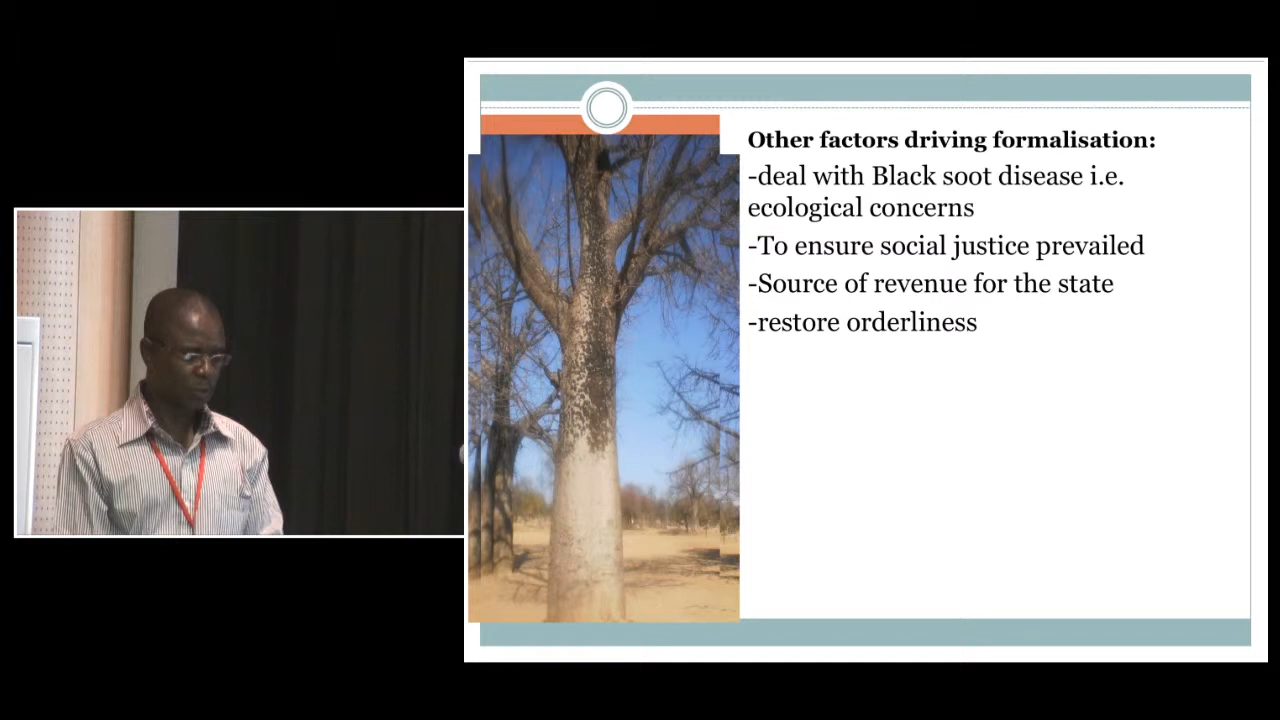 Other factors driving formalisation:
-deal with Black soot disease i.e.
ecological concerns
-To ensure social justice prevailed
-Source of revenue for the state
-restore orderliness